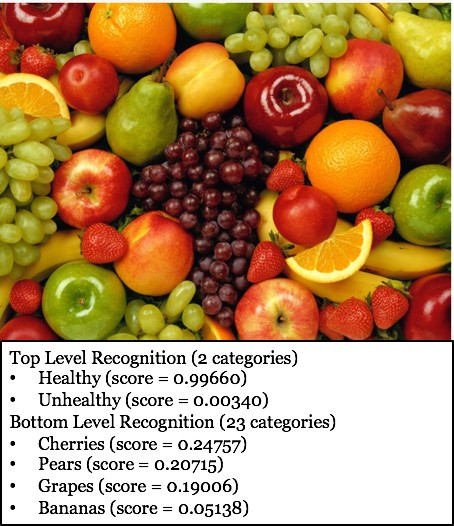 Top Level Recognition (2 categories)
• Healthy (score = 0.99660)
• Unhealthy (score = 0.00340)
Bottom Level Recognition (23 categories)
• Cherries (score = 0.24757)
• Pears (score = 0.20715)
• Grapes (score = 0.19006)
• Bananas (score = 0.05138)